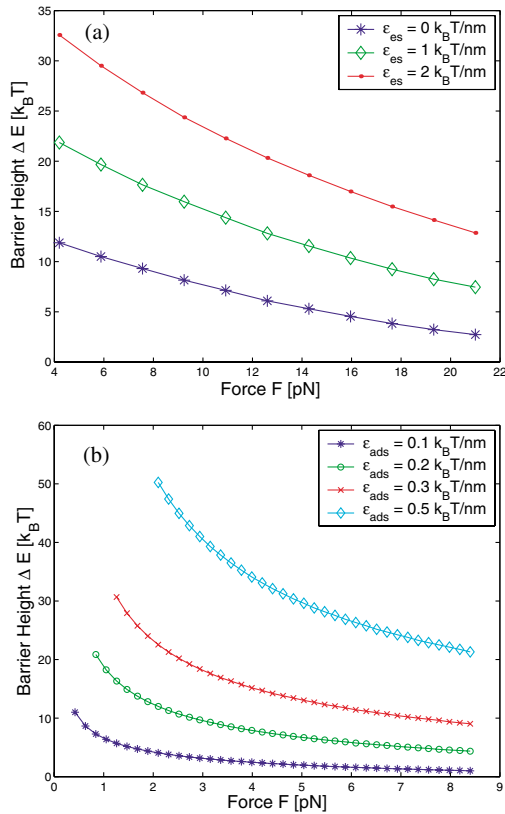 (a)
ε_es = 0 k_BT/nm
ε_es = 1 k_BT/nm
ε_es = 2 k_BT/nm
Barrier Height Δ E [k_BT]
35
30
25
20
15
10
5
0
4 6 8 10 12 14 16 18 20 22
Force F [pN]
(b)
ε_ads = 0.1 k_BT/nm
ε_ads = 0.2 k_BT/nm
ε_ads = 0.3 k_BT/nm
ε_ads = 0.5 k_BT/nm
Barrier Height Δ E [k_BT]
60
50
40
30
20
10
0
0 1 2 3 4 5 6 7 8 9
Force F [pN]